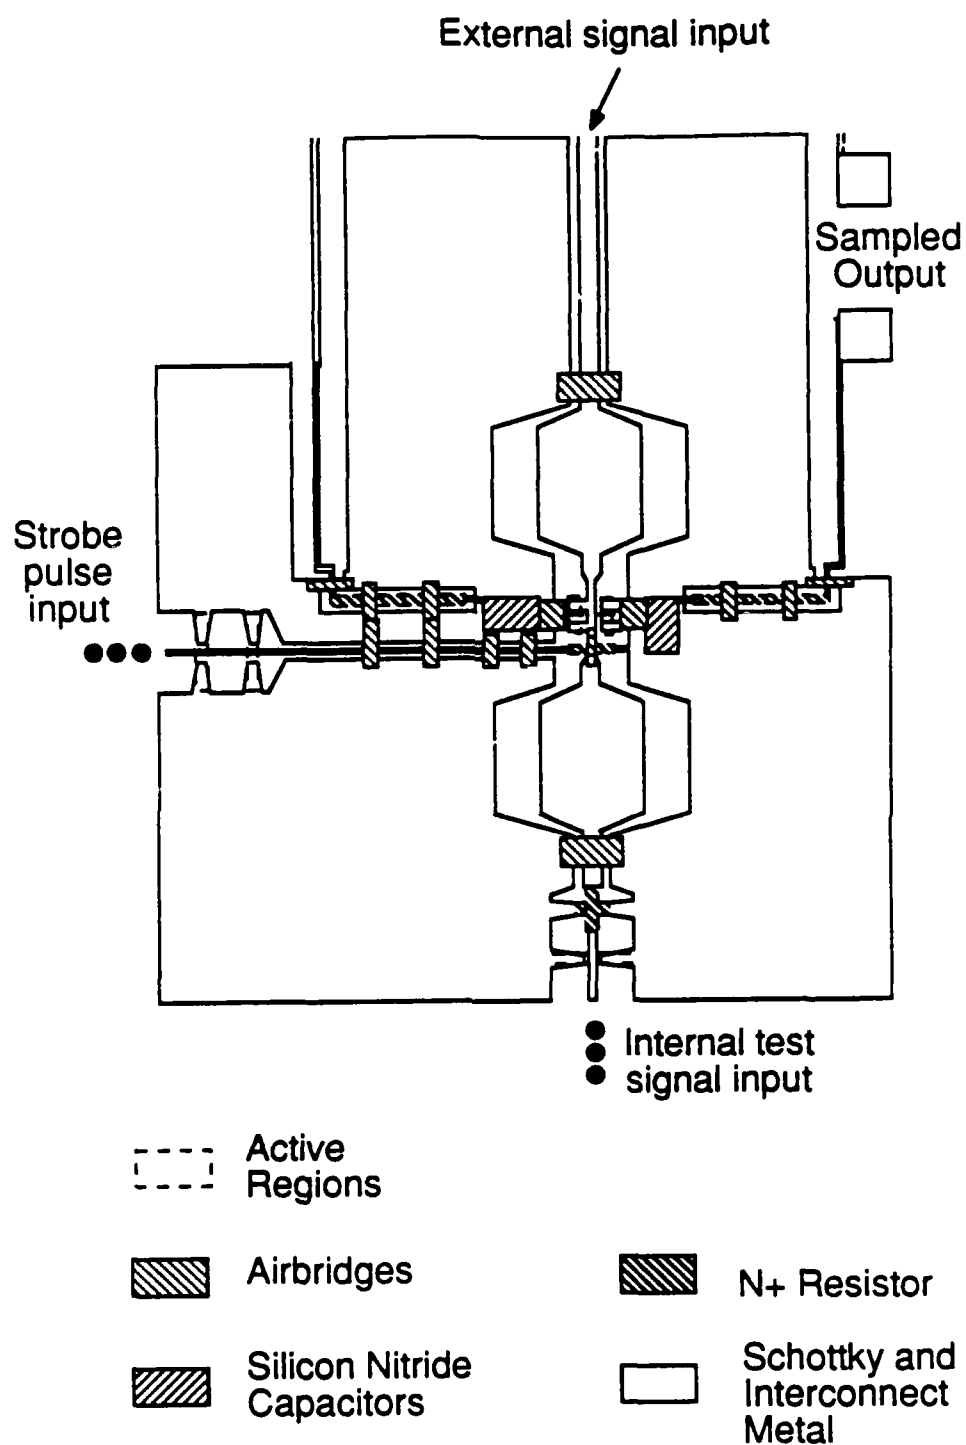 External signal input
Sampled
Output
Strobe
pulse
input
Internal test
signal input
Active
Regions
Airbridges
N+ Resistor
Silicon Nitride
Capacitors
Schottky and
Interconnect
Metal